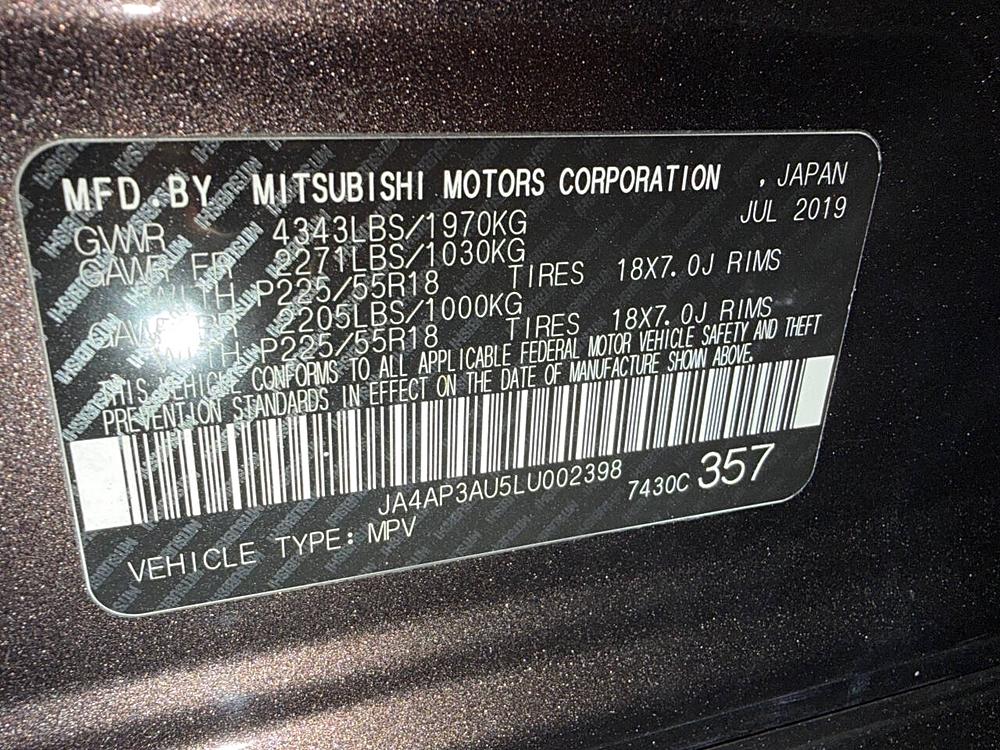 MFD.BY MITSUBISHI MOTORS CORPORATION , JAPAN
JUL 2019
GVWR 4343LBS/1970KG
GAWR FR 2271LBS/1030KG
WITH P225/55R18 TIRES 18X7.0J RIMS
GAWR RR 2205LBS/1000KG
WITH P225/55R18 TIRES 18X7.0J RIMS
THIS VEHICLE CONFORMS TO ALL APPLICABLE FEDERAL MOTOR VEHICLE SAFETY AND THEFT
PREVENTION STANDARDS IN EFFECT ON THE DATE OF MANUFACTURE SHOWN ABOVE.
JA4AP3AU5LU002398 7430C 357
VEHICLE TYPE: MPV